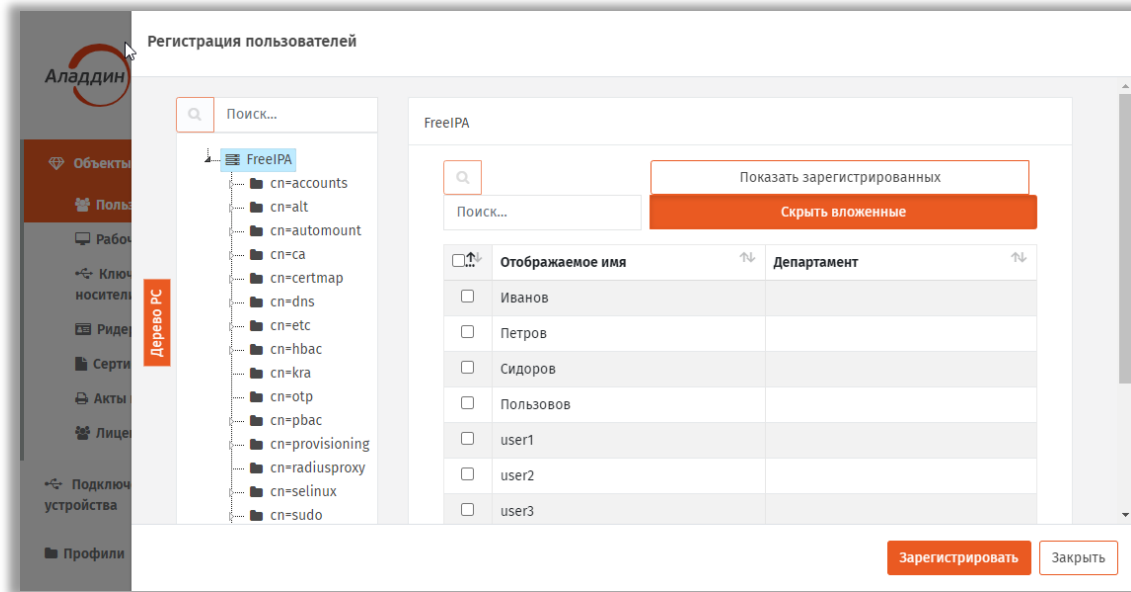 Регистрация пользователей
Аладдин
Объекты
Польз
Рабоч
Ключ
носители
Ридер
Серти
Акты
Лицен
Подключ
устройства
Профили
Дерево РС
Поиск...
FreeIPA
cn=accounts
cn=alt
cn=automount
cn=ca
cn=certmap
cn=dns
cn=etc
cn=hbac
cn=kra
cn=otp
cn=pbac
cn=provisioning
cn=radiusproxy
cn=selinux
cn=sudo
FreeIPA
Показать зарегистрированных
Поиск...
Скрыть вложенные
Отображаемое имя
Департамент
Иванов
Петров
Сидоров
Пользовов
user1
user2
user3
Зарегистрировать
Закрыть